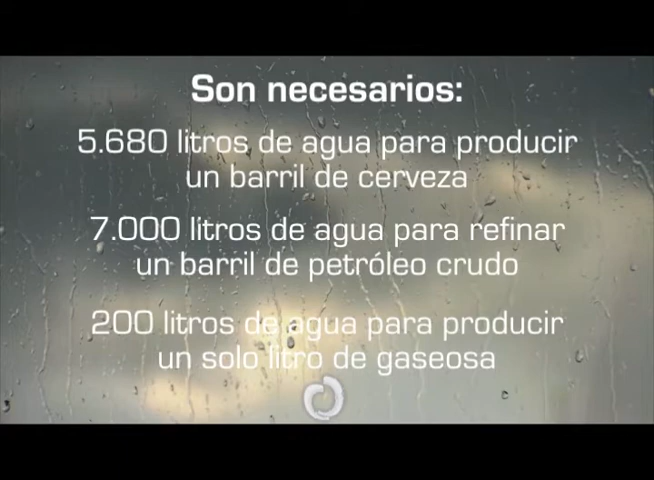 Son necesarios:
5.680 litros de agua para producir
un barril de cerveza
7.000 litros de agua para refinar
un barril de petróleo crudo
200 litros de agua para producir
un solo litro de gaseosa